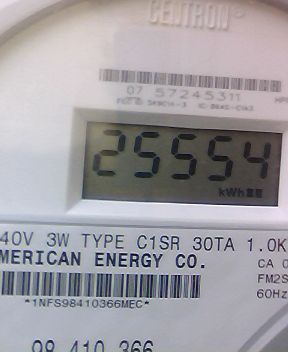 CENTRON®
07 57245311
25554
kWh
40V 3W TYPE C1SR 30TA 1.0K
MERICAN ENERGY CO.
CA 0
FM2S
60Hz
*1NFS98410366MEC*
98 410 366